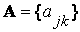 A = {a_jk}